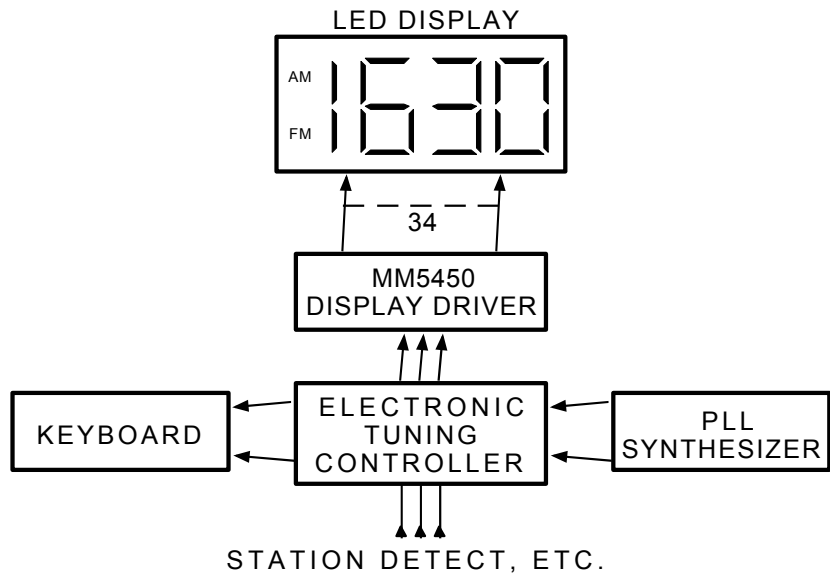 LED DISPLAY
AM
1630
FM
34
MM5450
DISPLAY DRIVER
KEYBOARD
ELECTRONIC
TUNING
CONTROLLER
PLL
SYNTHESIZER
STATION DETECT, ETC.